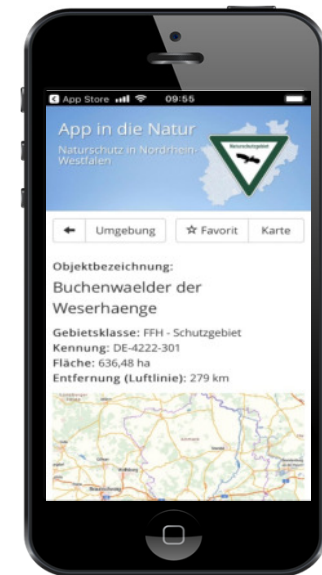 App Store 09:55
App in die Natur
Naturschutz in Nordrhein-
Westfalen
Naturschutzgebiet
Umgebung
Favorit
Karte
Objektbezeichnung:
Buchenwaelder der
Weserhaenge
Gebietsklasse: FFH - Schutzgebiet
Kennung: DE-4222-301
Fläche: 636,48 ha
Entfernung (Luftlinie): 279 km
Wolfsburg